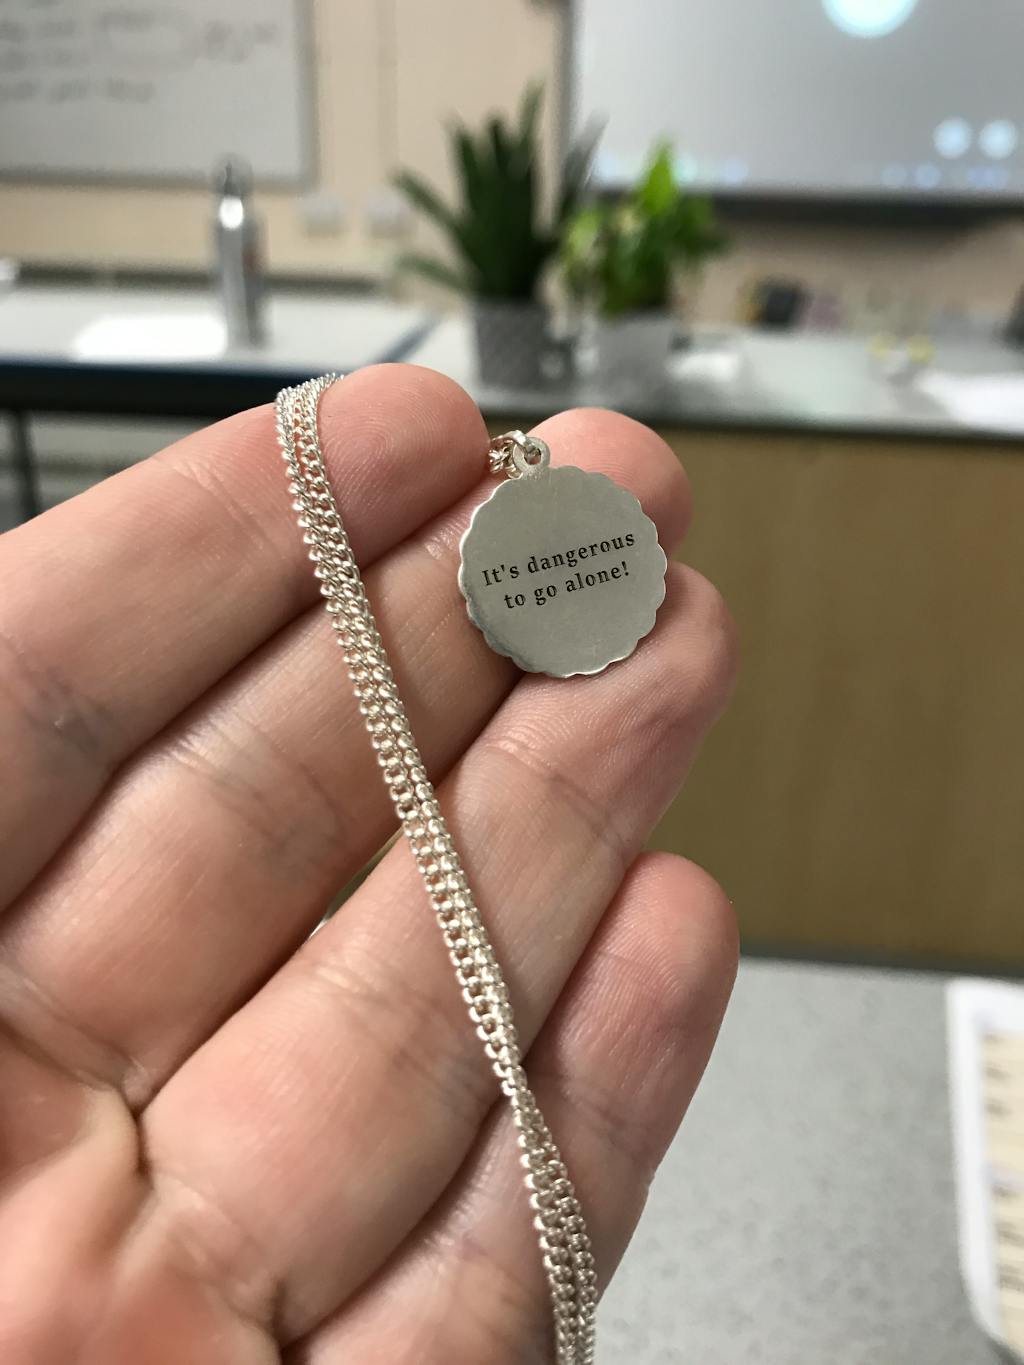 It's dangerous
to go alone!